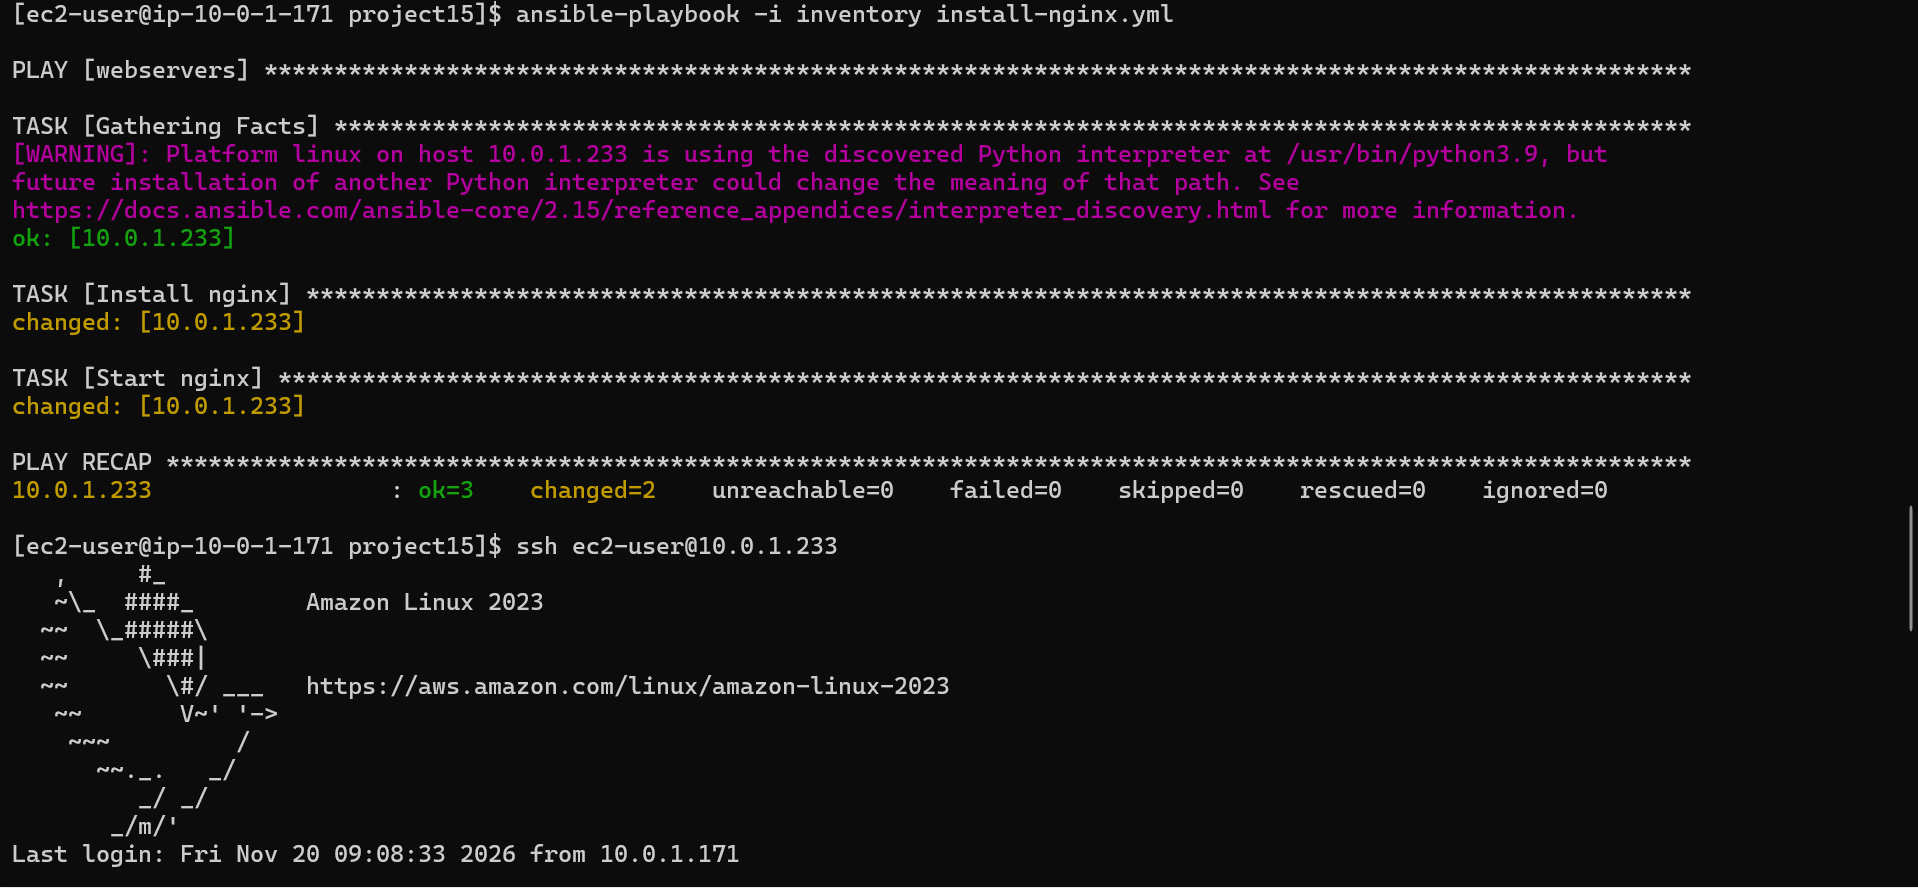 [ec2-user@ip-10-0-1-171 project15]$ ansible-playbook -i inventory install-nginx.yml

PLAY [webservers] ******************************************************************************************************

TASK [Gathering Facts] *************************************************************************************************
[WARNING]: Platform linux on host 10.0.1.233 is using the discovered Python interpreter at /usr/bin/python3.9, but
future installation of another Python interpreter could change the meaning of that path. See
https://docs.ansible.com/ansible-core/2.15/reference_appendices/interpreter_discovery.html for more information.
ok: [10.0.1.233]

TASK [Install nginx] ***************************************************************************************************
changed: [10.0.1.233]

TASK [Start nginx] *****************************************************************************************************
changed: [10.0.1.233]

PLAY RECAP *************************************************************************************************************
10.0.1.233                 : ok=3    changed=2    unreachable=0    failed=0    skipped=0    rescued=0    ignored=0

[ec2-user@ip-10-0-1-171 project15]$ ssh ec2-user@10.0.1.233
   ,     #_
   ~\_  ####_        Amazon Linux 2023
  ~~  \_#####\
  ~~     \###|
  ~~       \#/ ___   https://aws.amazon.com/linux/amazon-linux-2023
   ~~       V~' '->
    ~~~         /
      ~~._.   _/
         _/ _/
       _/m/'
Last login: Fri Nov 20 09:08:33 2026 from 10.0.1.171